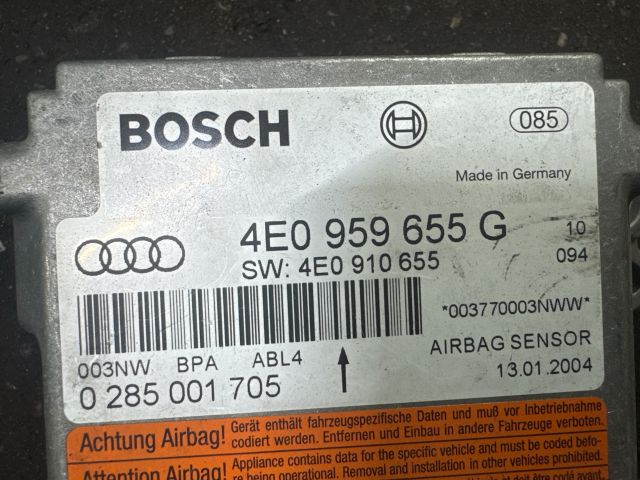 BOSCH 085
Made in Germany
4E0 959 655 G 10
SW: 4E0 910 655 094
*003770003NWW*
003NW BPA ABL4 AIRBAG SENSOR
0 285 001 705 13.01.2004
Achtung Airbag! Gerät enthält fahrzeugspezifische Daten und muß vor Inbetriebnahme
codiert werden. Entfernen und Einbau in andere Fahrzeuge verboten.
Attention Airbag! Appliance contains data for the specific vehicle and must be coded befo-
re being operational. Removal and installation in other vehicles prohibited.